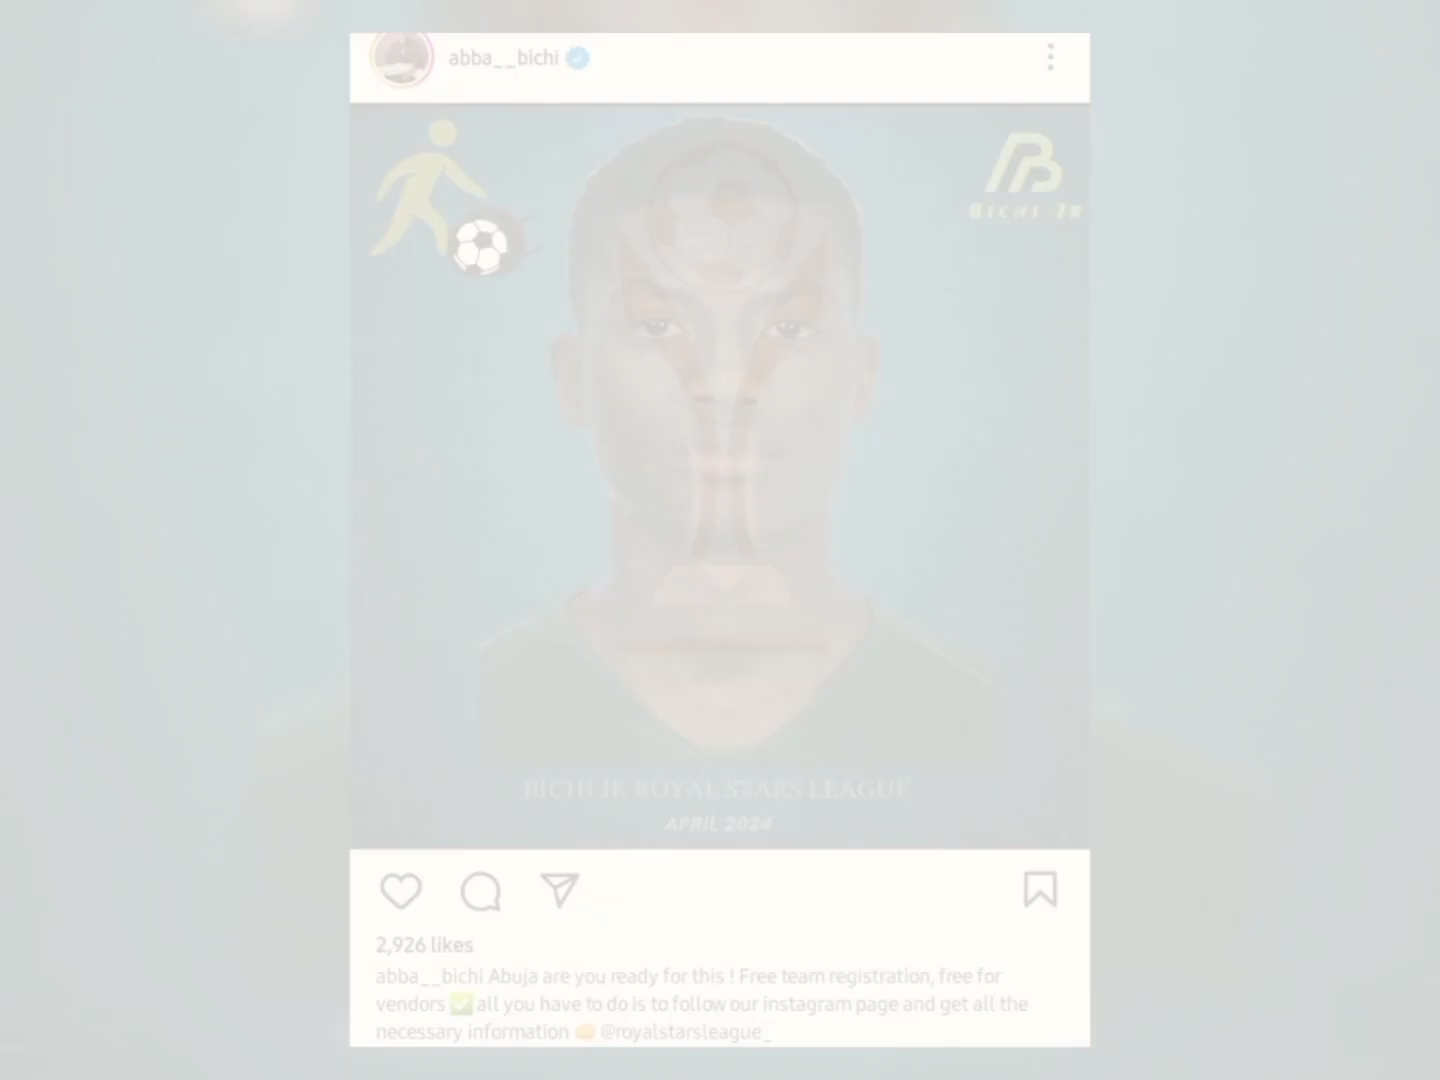 abba__bichi
BICHI JR
BICHI JR ROYAL STARS LEAGUE
APRIL 2024
2,926 likes
abba__bichi Abuja are you ready for this ! Free team registration, free for
vendors ✅ all you have to do is to follow our instagram page and get all the
necessary information 👊 @royalstarsleague_